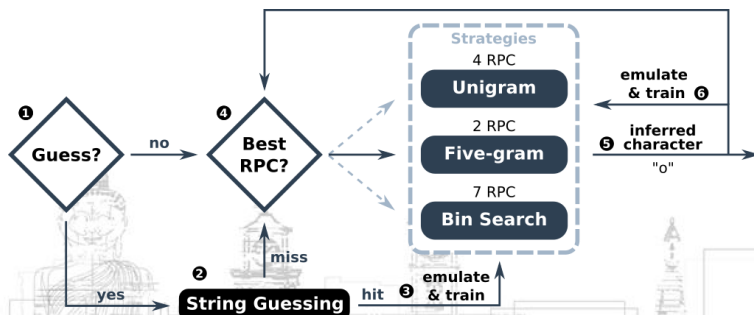 Strategies
4 RPC
Unigram
2 RPC
Five-gram
7 RPC
Bin Search
❶
Guess?
no
yes
❷
String Guessing
miss
hit
❸ emulate
& train
❹
Best
RPC?
emulate
& train ❻
inferred
❺ character
"o"